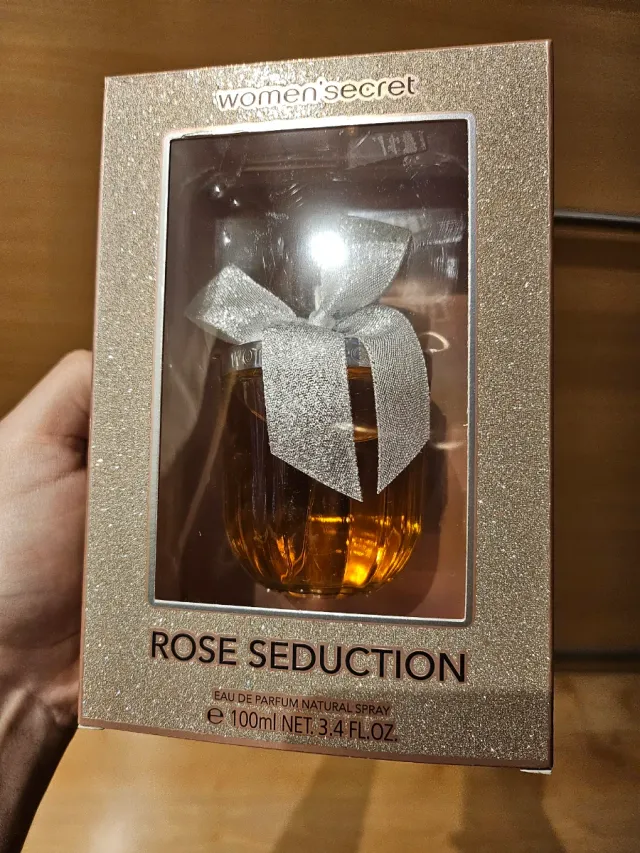 women'secret
ROSE SEDUCTION
EAU DE PARFUM NATURAL SPRAY
℮ 100ml NET. 3.4 FL.OZ.